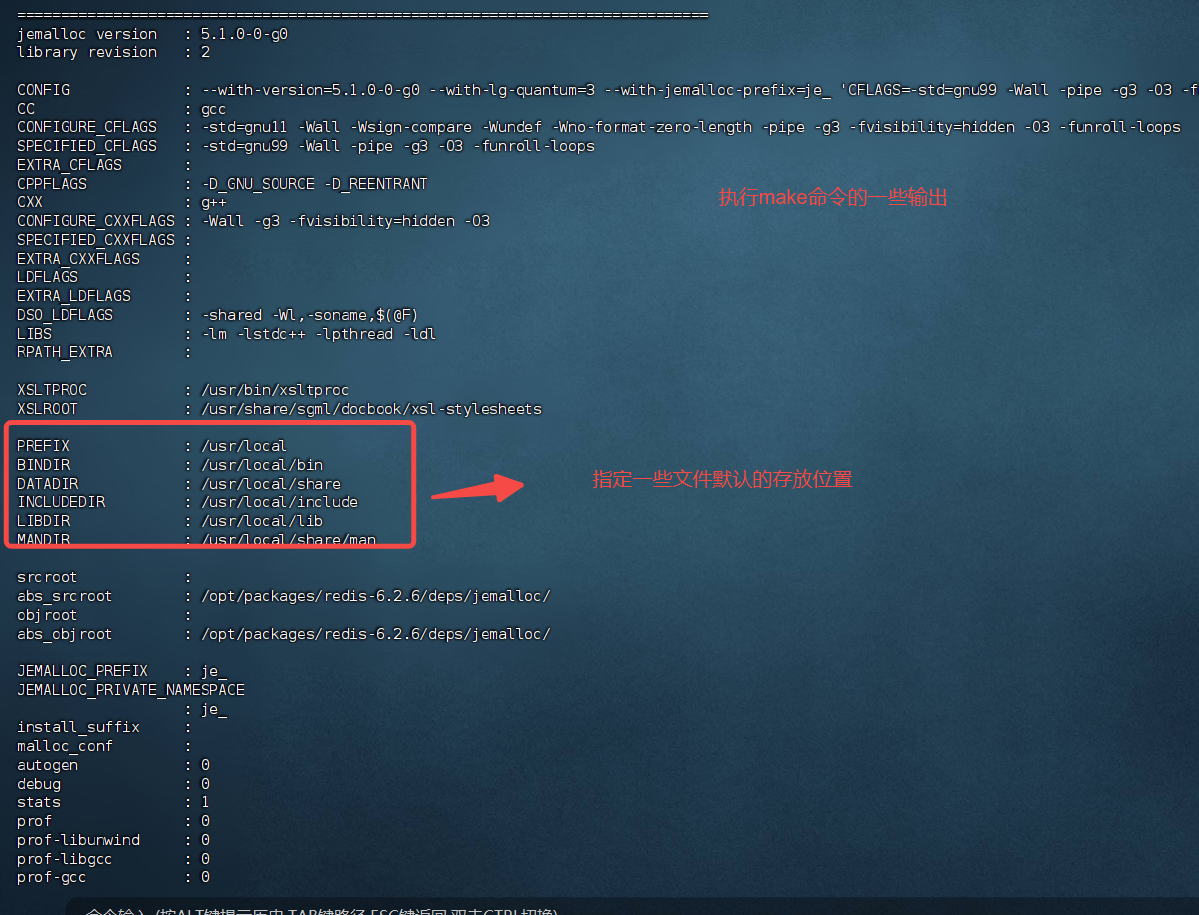 ===============================================================================
jemalloc version : 5.1.0-0-g0
library revision : 2
CONFIG : --with-version=5.1.0-0-g0 --with-lg-quantum=3 --with-jemalloc-prefix=je_ 'CFLAGS=-std=gnu99 -Wall -pipe -g3 -O3 -f
CC : gcc
CONFIGURE_CFLAGS : -std=gnu11 -Wall -Wsign-compare -Wundef -Wno-format-zero-length -pipe -g3 -fvisibility=hidden -O3 -funroll-loops
SPECIFIED_CFLAGS : -std=gnu99 -Wall -pipe -g3 -O3 -funroll-loops
EXTRA_CFLAGS :
CPPFLAGS : -D_GNU_SOURCE -D_REENTRANT
执行make命令的一些输出
CXX : g++
CONFIGURE_CXXFLAGS : -Wall -g3 -fvisibility=hidden -O3
SPECIFIED_CXXFLAGS :
EXTRA_CXXFLAGS :
LDFLAGS :
EXTRA_LDFLAGS :
DSO_LDFLAGS : -shared -Wl,-soname,$(@F)
LIBS : -lm -lstdc++ -lpthread -ldl
RPATH_EXTRA :
XSLTPROC : /usr/bin/xsltproc
XSLROOT : /usr/share/sgml/docbook/xsl-stylesheets
PREFIX : /usr/local
BINDIR : /usr/local/bin
指定一些文件默认的存放位置
DATADIR : /usr/local/share
INCLUDEDIR : /usr/local/include
LIBDIR : /usr/local/lib
MANDIR : /usr/local/share/man
srcroot :
abs_srcroot : /opt/packages/redis-6.2.6/deps/jemalloc/
objroot :
abs_objroot : /opt/packages/redis-6.2.6/deps/jemalloc/
JEMALLOC_PREFIX : je_
JEMALLOC_PRIVATE_NAMESPACE
: je_
install_suffix :
malloc_conf :
autogen : 0
debug : 0
stats : 1
prof : 0
prof-libunwind : 0
prof-libgcc : 0
prof-gcc : 0
命令输入 (按ALT键提示历史,TAB键路径,ESC键返回,双击CTRL切换)